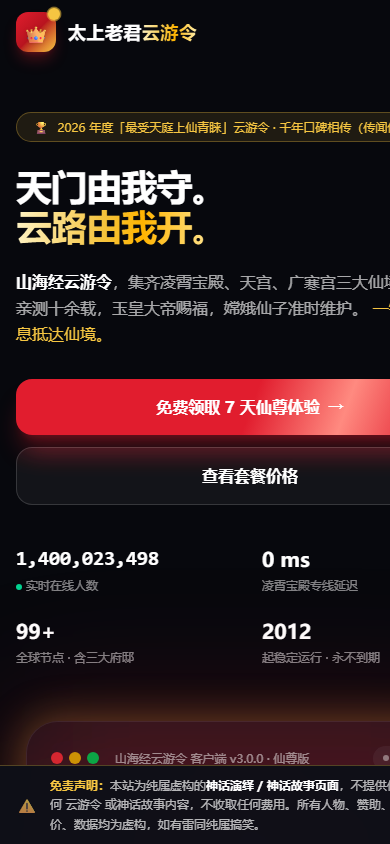 太上老君云游令
2026 年度「最受天庭上仙青睐」云游令 · 千年口碑相传（传闻
天门由我守。
云路由我开。
山海经云游令，集齐凌霄宝殿、天宫、广寒宫三大仙
亲测十余载，玉皇大帝赐福，嫦娥仙子准时维护。 一
息抵达仙境。
免费领取 7 天仙尊体验 →
查看套餐价格
1,400,023,498
0 ms
实时在线人数
凌霄宝殿专线延迟
99+
2012
全球节点 · 含三大府邸
起稳定运行 · 永不到期
山海经云游令 客户端 v3.0.0 · 仙尊版
免责声明：本站为纯属虚构的神话演绎 / 神话故事页面，不提供
何 云游令 或神话故事内容，不收取任何费用。所有人物、赞助、
价、数据均为虚构，如有雷同纯属搞笑。